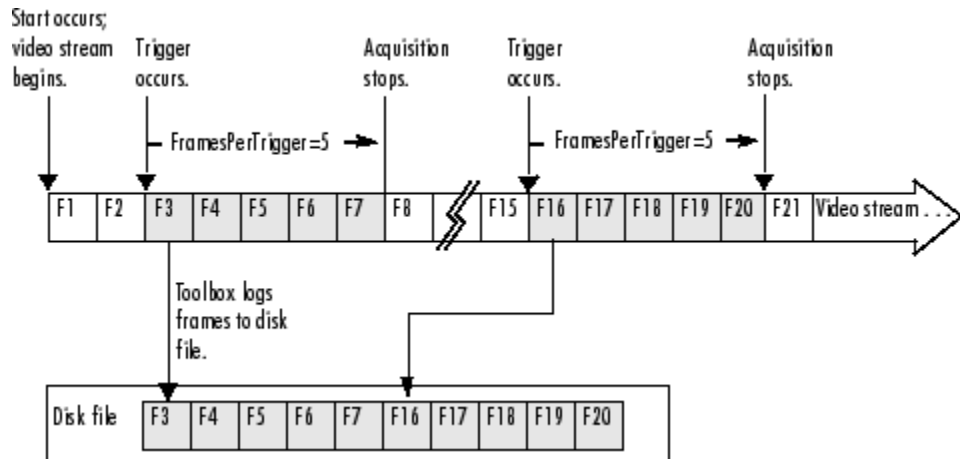 Start occurs;
video stream
begins.
Trigger
occurs.
Acquisition
stops.
Trigger
occurs.
Acquisition
stops.
FramesPerTrigger=5
FramesPerTrigger=5
F1 F2 F3 F4 F5 F6 F7 F8 F15 F16 F17 F18 F19 F20 F21 Video stream . . .
Toolbox logs
frames to disk
file.
Disk file F3 F4 F5 F6 F7 F16 F17 F18 F19 F20